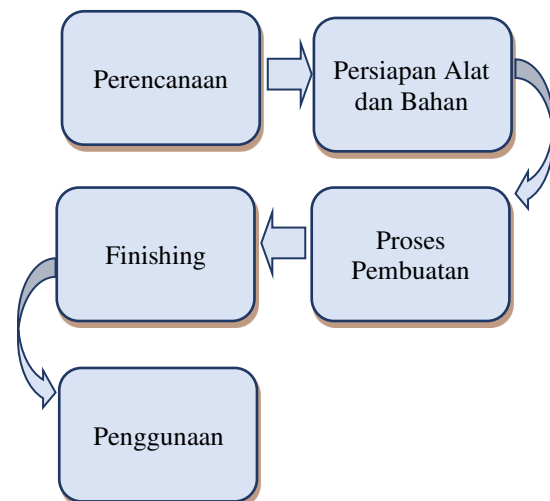 Perencanaan
Persiapan Alat
dan Bahan
Proses
Pembuatan
Finishing
Penggunaan